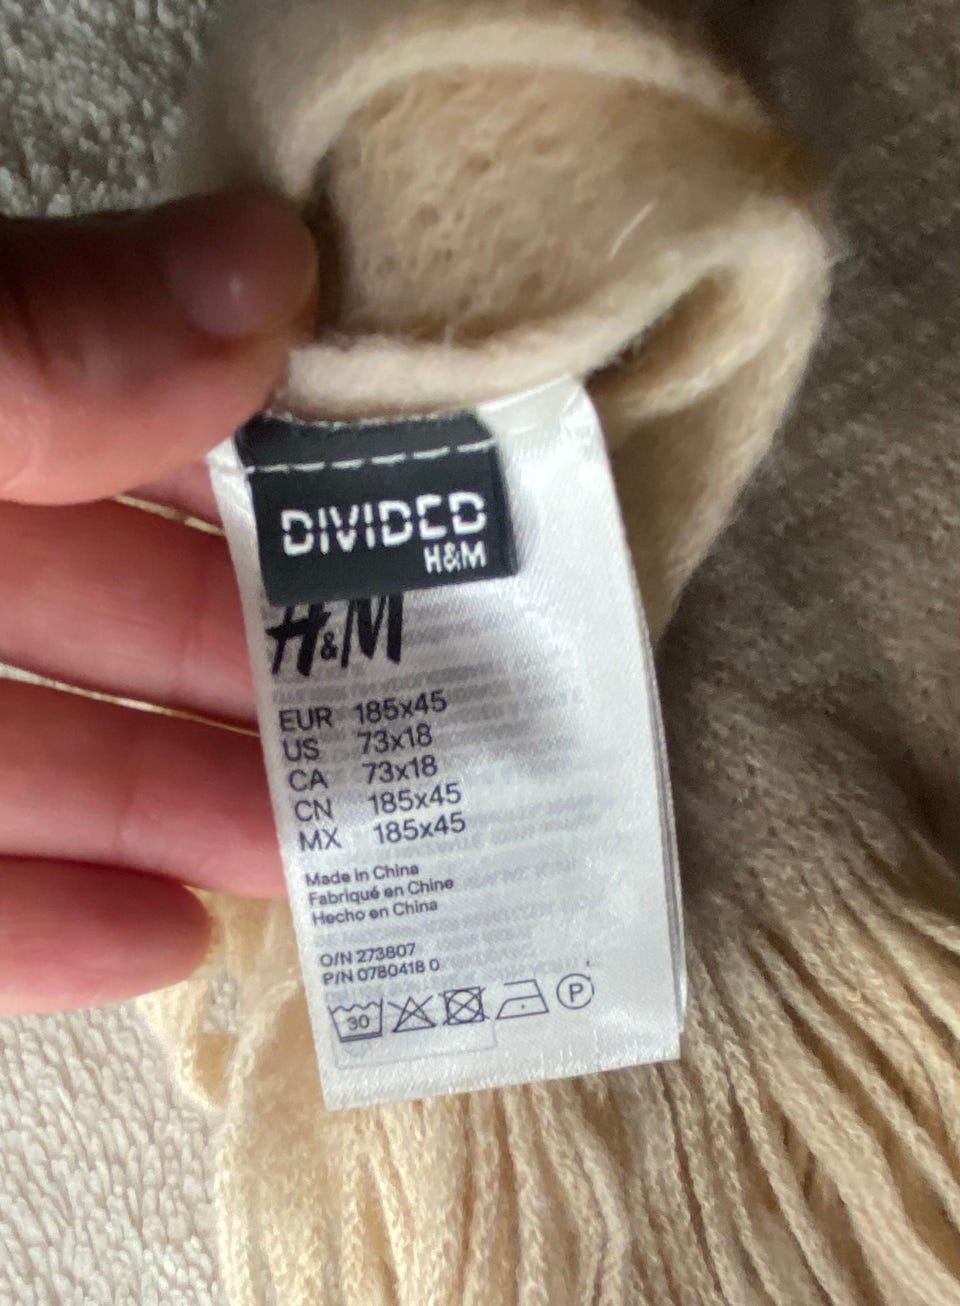 DIVIDED
H&M
H&M
EUR 185x45
US 73x18
CA 73x18
CN 185x45
MX 185x45
Made in China
Fabriqué en Chine
Hecho en China
O/N 273807
P/N 0780418 0
30 P